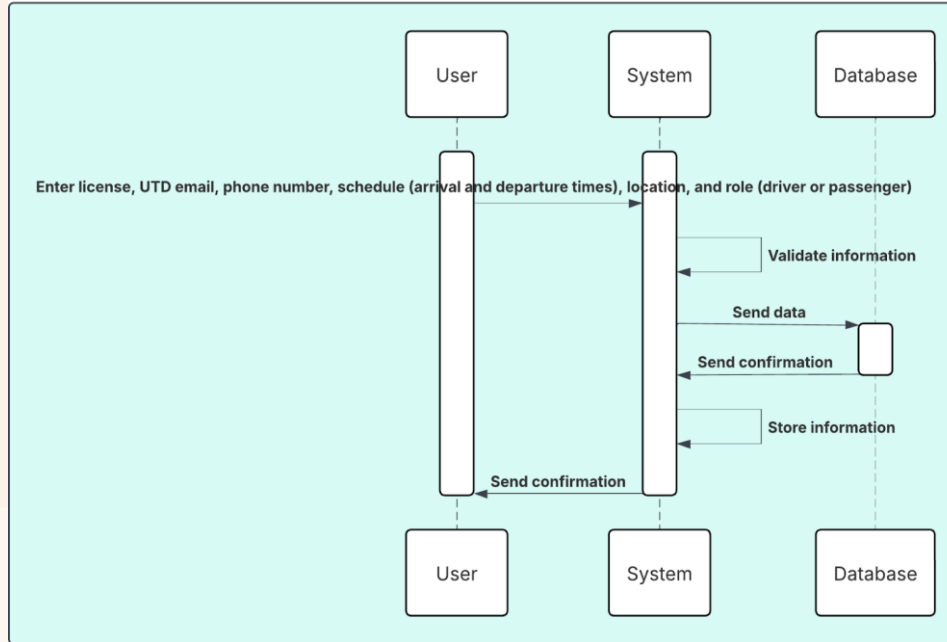 User
System
Database
Enter license, UTD email, phone number, schedule (arrival and departure times), location, and role (driver or passenger)
Validate information
Send data
Send confirmation
Store information
Send confirmation
User
System
Database